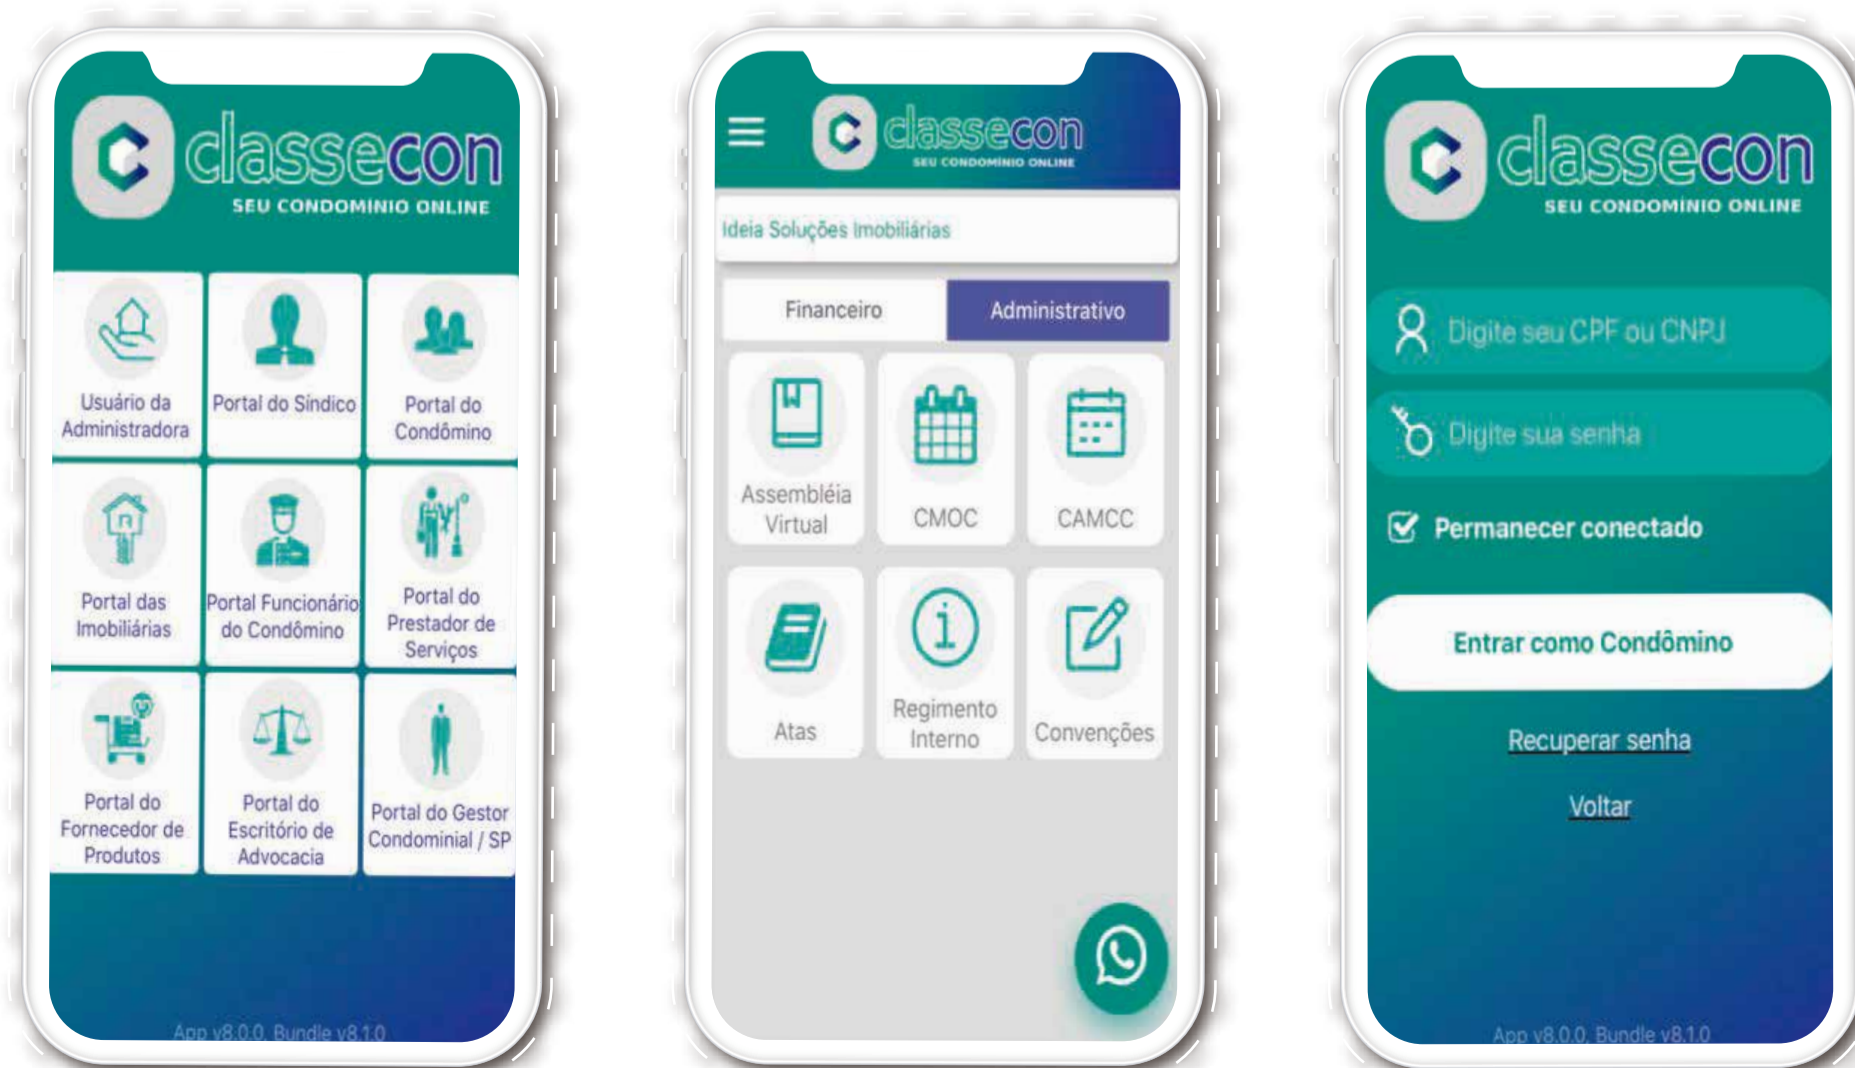 classecon
SEU CONDOMÍNIO ONLINE
Usuário da
Administradora
Portal do Síndico
Portal do
Condômino
Portal das
Imobiliárias
Portal Funcionário
do Condômino
Portal do
Prestador de
Serviços
Portal do
Fornecedor de
Produtos
Portal do
Escritório de
Advocacia
Portal do Gestor
Condominial / SP
App v8.0.0, Bundle v8.1.0
classecon
SEU CONDOMÍNIO ONLINE
Ideia Soluções Imobiliárias
Financeiro
Administrativo
Assembléia
Virtual
CMOC
CAMCC
Atas
Regimento
Interno
Convenções
classecon
SEU CONDOMÍNIO ONLINE
Digite seu CPF ou CNPJ
Digite sua senha
Permanecer conectado
Entrar como Condômino
Recuperar senha
Voltar
App v8.0.0, Bundle v8.1.0